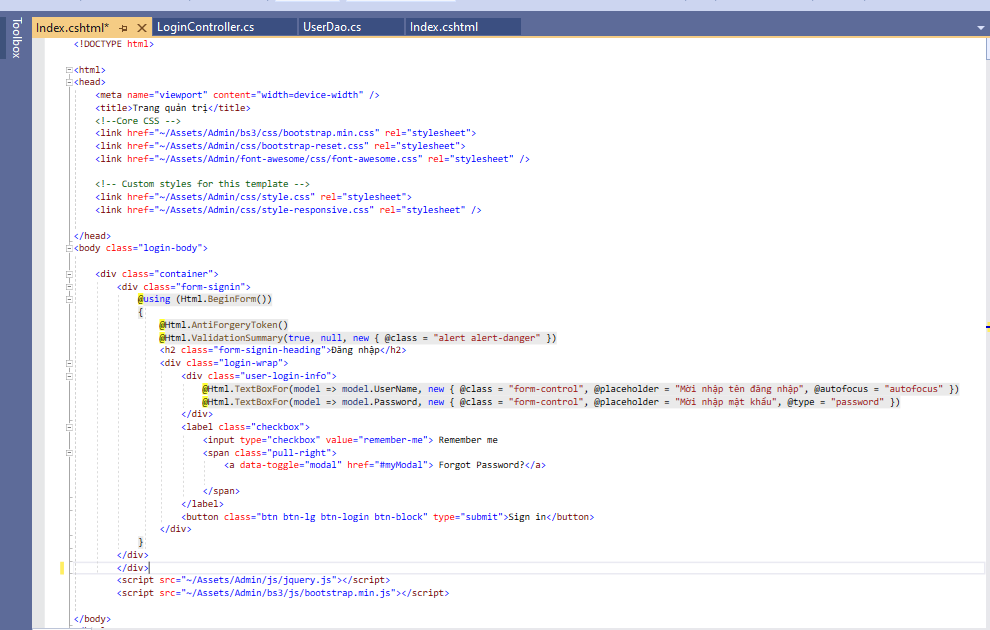 Toolbox
Index.cshtml*
LoginController.cs
UserDao.cs
Index.cshtml
<!DOCTYPE html>
<html>
<head>
<meta name="viewport" content="width=device-width" />
<title>Trang quản trị</title>
<!--Core CSS -->
<link href="~/Assets/Admin/bs3/css/bootstrap.min.css" rel="stylesheet">
<link href="~/Assets/Admin/css/bootstrap-reset.css" rel="stylesheet">
<link href="~/Assets/Admin/font-awesome/css/font-awesome.css" rel="stylesheet" />
<!-- Custom styles for this template -->
<link href="~/Assets/Admin/css/style.css" rel="stylesheet">
<link href="~/Assets/Admin/css/style-responsive.css" rel="stylesheet" />
</head>
<body class="login-body">
<div class="container">
<div class="form-signin">
@using (Html.BeginForm())
{
@Html.AntiForgeryToken()
@Html.ValidationSummary(true, null, new { @class = "alert alert-danger" })
<h2 class="form-signin-heading">Đăng nhập</h2>
<div class="login-wrap">
<div class="user-login-info">
@Html.TextBoxFor(model => model.UserName, new { @class = "form-control", @placeholder = "Mời nhập tên đăng nhập", @autofocus = "autofocus" })
@Html.TextBoxFor(model => model.Password, new { @class = "form-control", @placeholder = "Mời nhập mật khẩu", @type = "password" })
</div>
<label class="checkbox">
<input type="checkbox" value="remember-me"> Remember me
<span class="pull-right">
<a data-toggle="modal" href="#myModal"> Forgot Password?</a>
</span>
</label>
<button class="btn btn-lg btn-login btn-block" type="submit">Sign in</button>
</div>
}
</div>
</div>
<script src="~/Assets/Admin/js/jquery.js"></script>
<script src="~/Assets/Admin/bs3/js/bootstrap.min.js"></script>
</body>